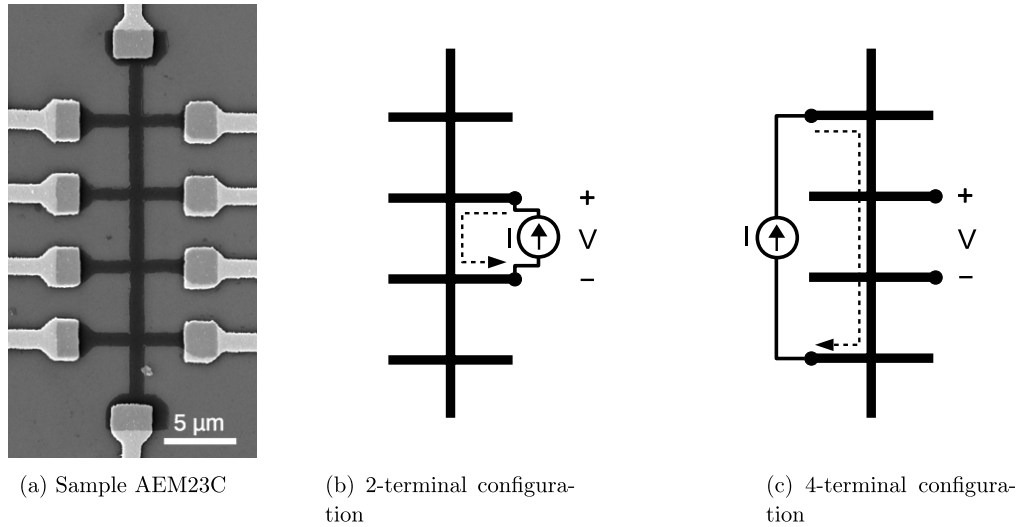 5 μm
+
I V
−
+
I V
−
(a) Sample AEM23C
(b) 2-terminal configura-
tion
(c) 4-terminal configura-
tion